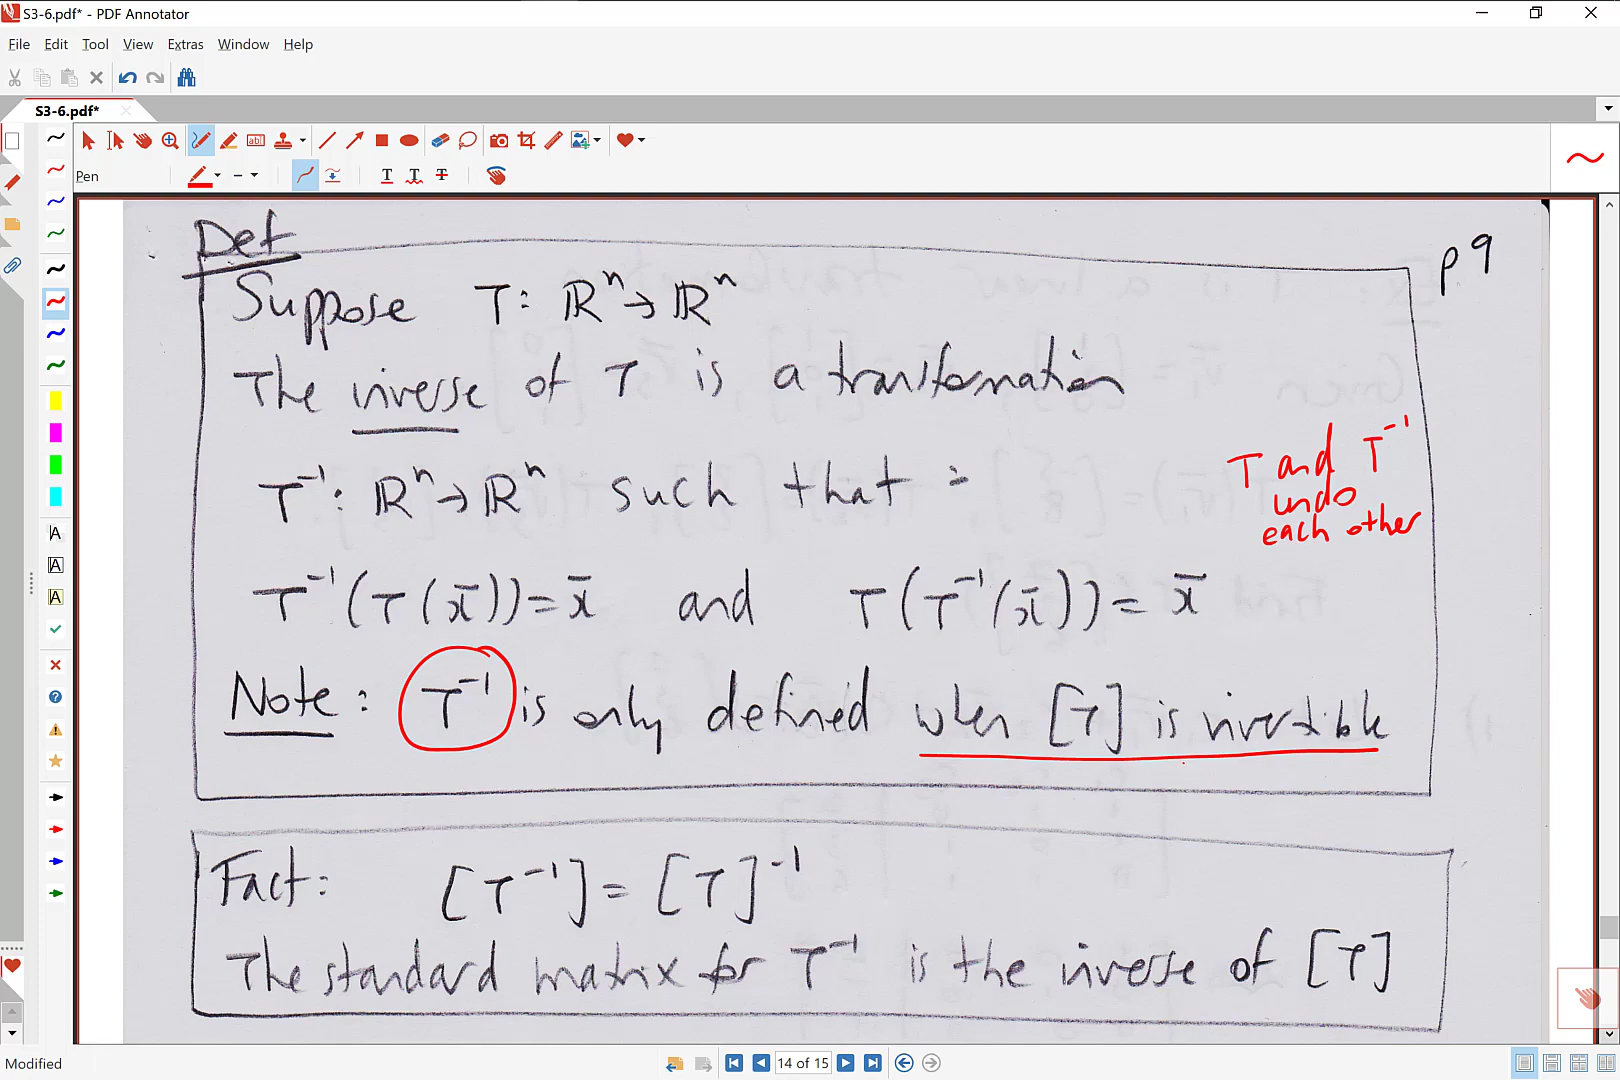 S3-6.pdf* - PDF Annotator
File Edit Tool View Extras Window Help
S3-6.pdf*
Pen
Def
p 9
Suppose T: ℝⁿ→ℝⁿ
The inverse of T is a transformation
T⁻¹: ℝⁿ→ℝⁿ such that:
T and T⁻¹
undo
each other
T⁻¹(T(x̄))=x̄ and T(T⁻¹(x̄))=x̄
Note: T⁻¹ is only defined when [T] is invertible
Fact: [T⁻¹]=[T]⁻¹
The standard matrix for T⁻¹ is the inverse of [T]
Modified
14 of 15